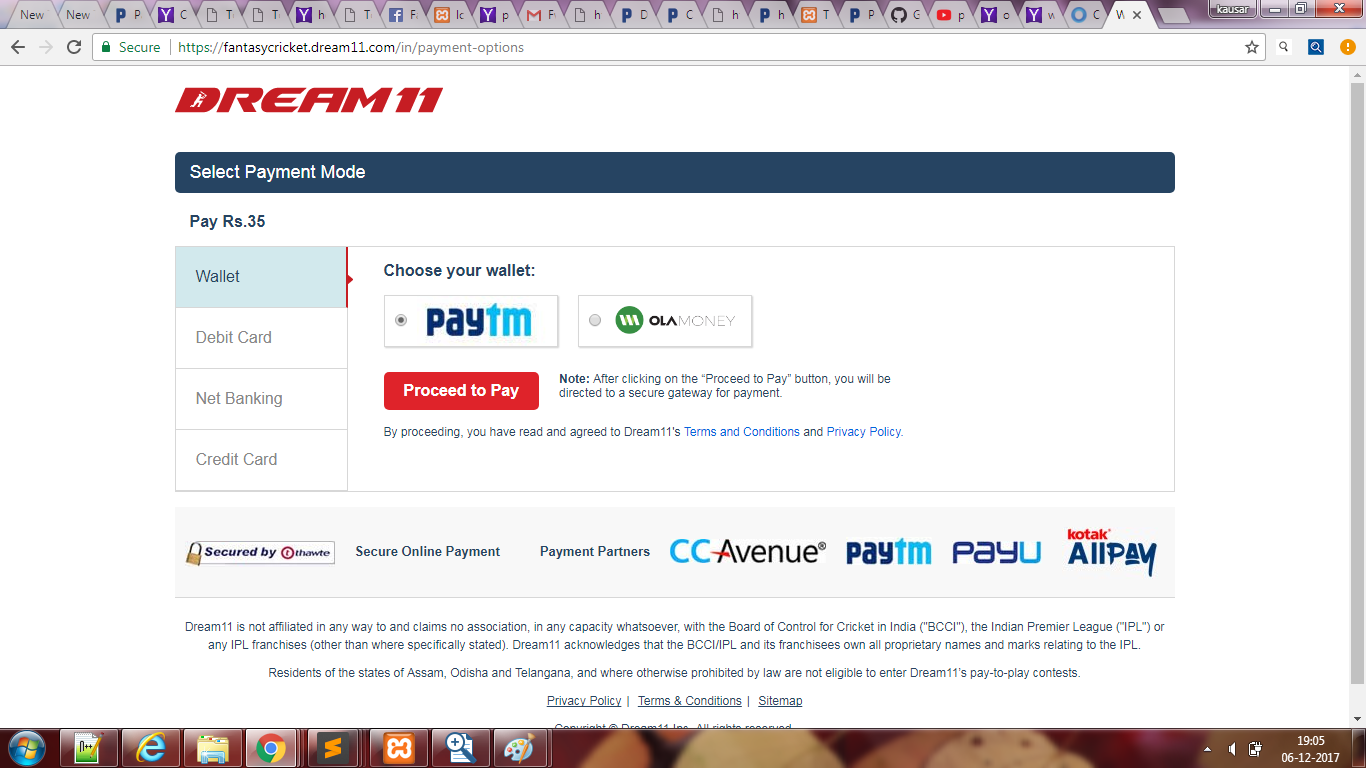 New
New
P
C
T
T
h
T
F
Ic
p
M F
h
D
C
h
h
T
P
G
p
o
w
C
W
kausar
Secure
https://fantasycricket.dream11.com/in/payment-options
DREAM11
Select Payment Mode
Pay Rs.35
Wallet
Choose your wallet:
paytm
OLAMONEY
Debit Card
Proceed to Pay
Note: After clicking on the “Proceed to Pay” button, you will be
directed to a secure gateway for payment.
Net Banking
By proceeding, you have read and agreed to Dream11's Terms and Conditions and Privacy Policy.
Credit Card
Secured by thawte
Secure Online Payment
Payment Partners
CCAvenue®
paytm
PayU
kotak®
AllPAY
Dream11 is not affiliated in any way to and claims no association, in any capacity whatsoever, with the Board of Control for Cricket in India ("BCCI"), the Indian Premier League ("IPL") or
any IPL franchises (other than where specifically stated). Dream11 acknowledges that the BCCI/IPL and its franchisees own all proprietary names and marks relating to the IPL.
Residents of the states of Assam, Odisha and Telangana, and where otherwise prohibited by law are not eligible to enter Dream11's pay-to-play contests.
Privacy Policy | Terms & Conditions | Sitemap
Copyright © Dream11 Inc. All rights reserved
19:05
06-12-2017